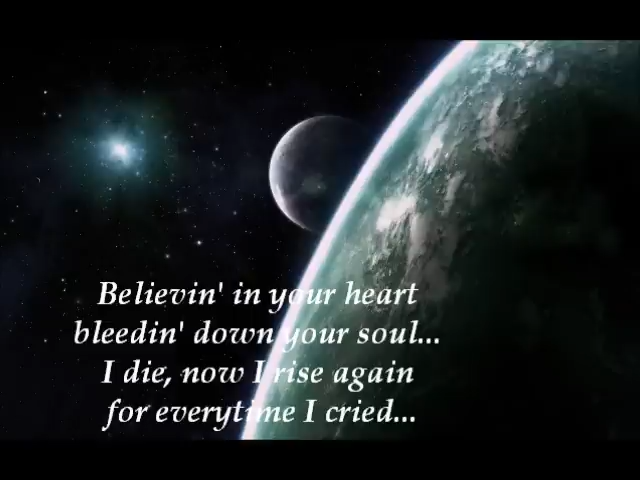 Believin' in your heart
bleedin' down your soul...
I die, now I rise again
for everytime I cried...